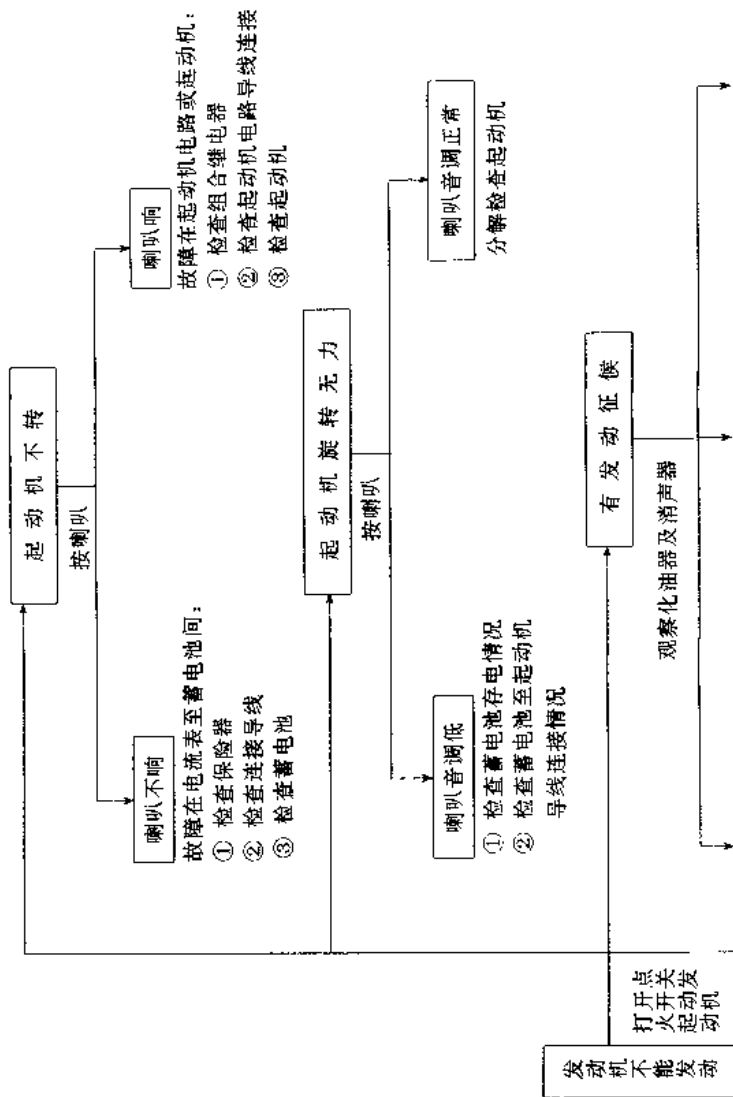 发动机不能发动
打开点
火开关
起动发
动机
起动机不转
按喇叭
喇叭不响
故障在电流表至蓄电池间：
① 检查保险器
② 检查连接导线
③ 检查蓄电池
喇叭响
故障在起动机电路或起动机：
① 检查组合继电器
② 检查起动机电路导线连接
③ 检查起动机
起动机旋转无力
按喇叭
喇叭音调低
① 检查蓄电池存电情况
② 检查蓄电池至起动机
导线连接情况
喇叭音调正常
分解检查起动机
有发动征候
观察化油器及消声器